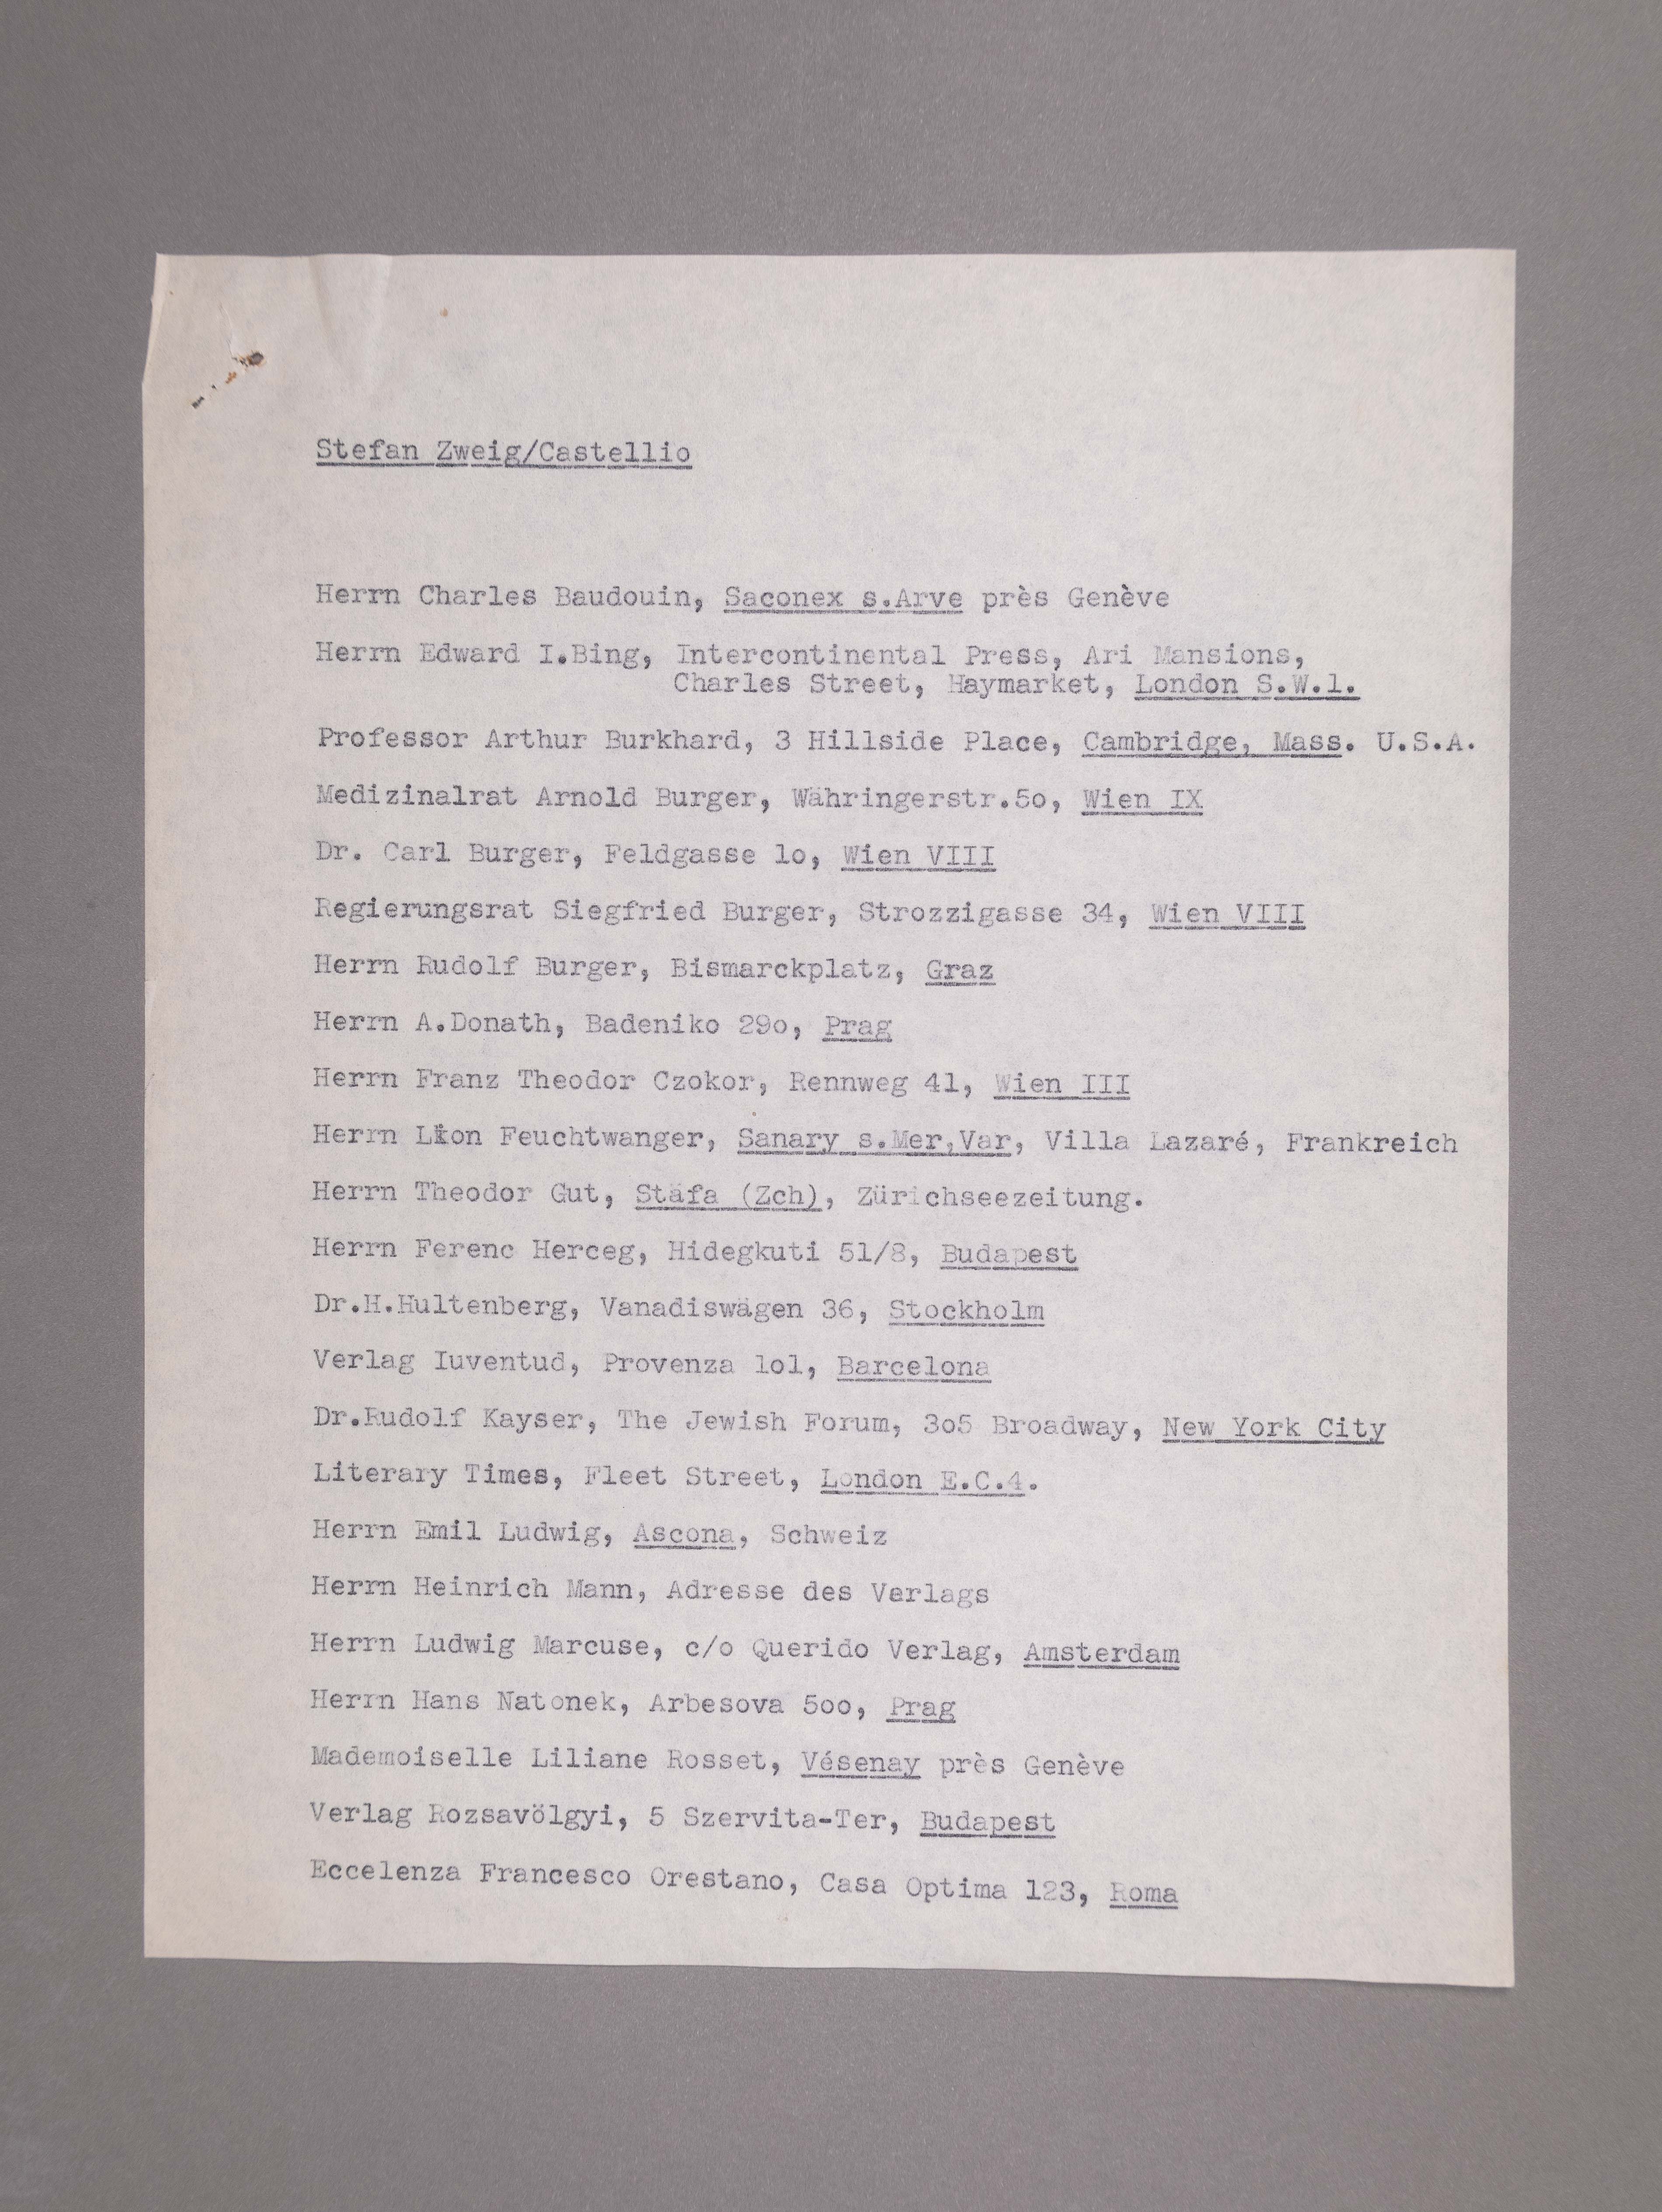 Stefan Zweig/Castellio
Herrn Charles Baudouin, Saconex s.Arve près Genève
Herrn Edward I.Bing, Intercontinental Press, Ari Mansions,
Charles Street, Haymarket, London S.W.1.
Professor Arthur Burkhard, 3 Hillside Place, Cambridge, Mass. U.S.A.
Medizinalrat Arnold Burger, Währingerstr.5o, Wien IX
Dr. Carl Burger, Feldgasse lo, Wien VIII
Regierungsrat Siegfried Burger, Strozzigasse 34, Wien VIII
Herrn Rudolf Burger, Bismarckplatz, Graz
Herrn A.Donath, Badeniko 29o, Prag
Herrn Franz Theodor Czokor, Rennweg 41, Wien III
Herrn Lion Feuchtwanger, Sanary s.Mer,Var, Villa Lazaré, Frankreich
Herrn Theodor Gut, Stäfa (Zch), Zürichseezeitung.
Herrn Ferenc Herceg, Hidegkuti 51/8, Budapest
Dr.H.Hultenberg, Vanadiswägen 36, Stockholm
Verlag Iuventud, Provenza lol, Barcelona
Dr.Rudolf Kayser, The Jewish Forum, 3o5 Broadway, New York City
Literary Times, Fleet Street, London E.C.4.
Herrn Emil Ludwig, Ascona, Schweiz
Herrn Heinrich Mann, Adresse des Verlags
Herrn Ludwig Marcuse, c/o Querido Verlag, Amsterdam
Herrn Hans Natonek, Arbesova 5oo, Prag
Mademoiselle Liliane Rosset, Vésenay près Genève
Verlag Rozsavölgyi, 5 Szervita-Ter, Budapest
Eccelenza Francesco Orestano, Casa Optima 123, Roma